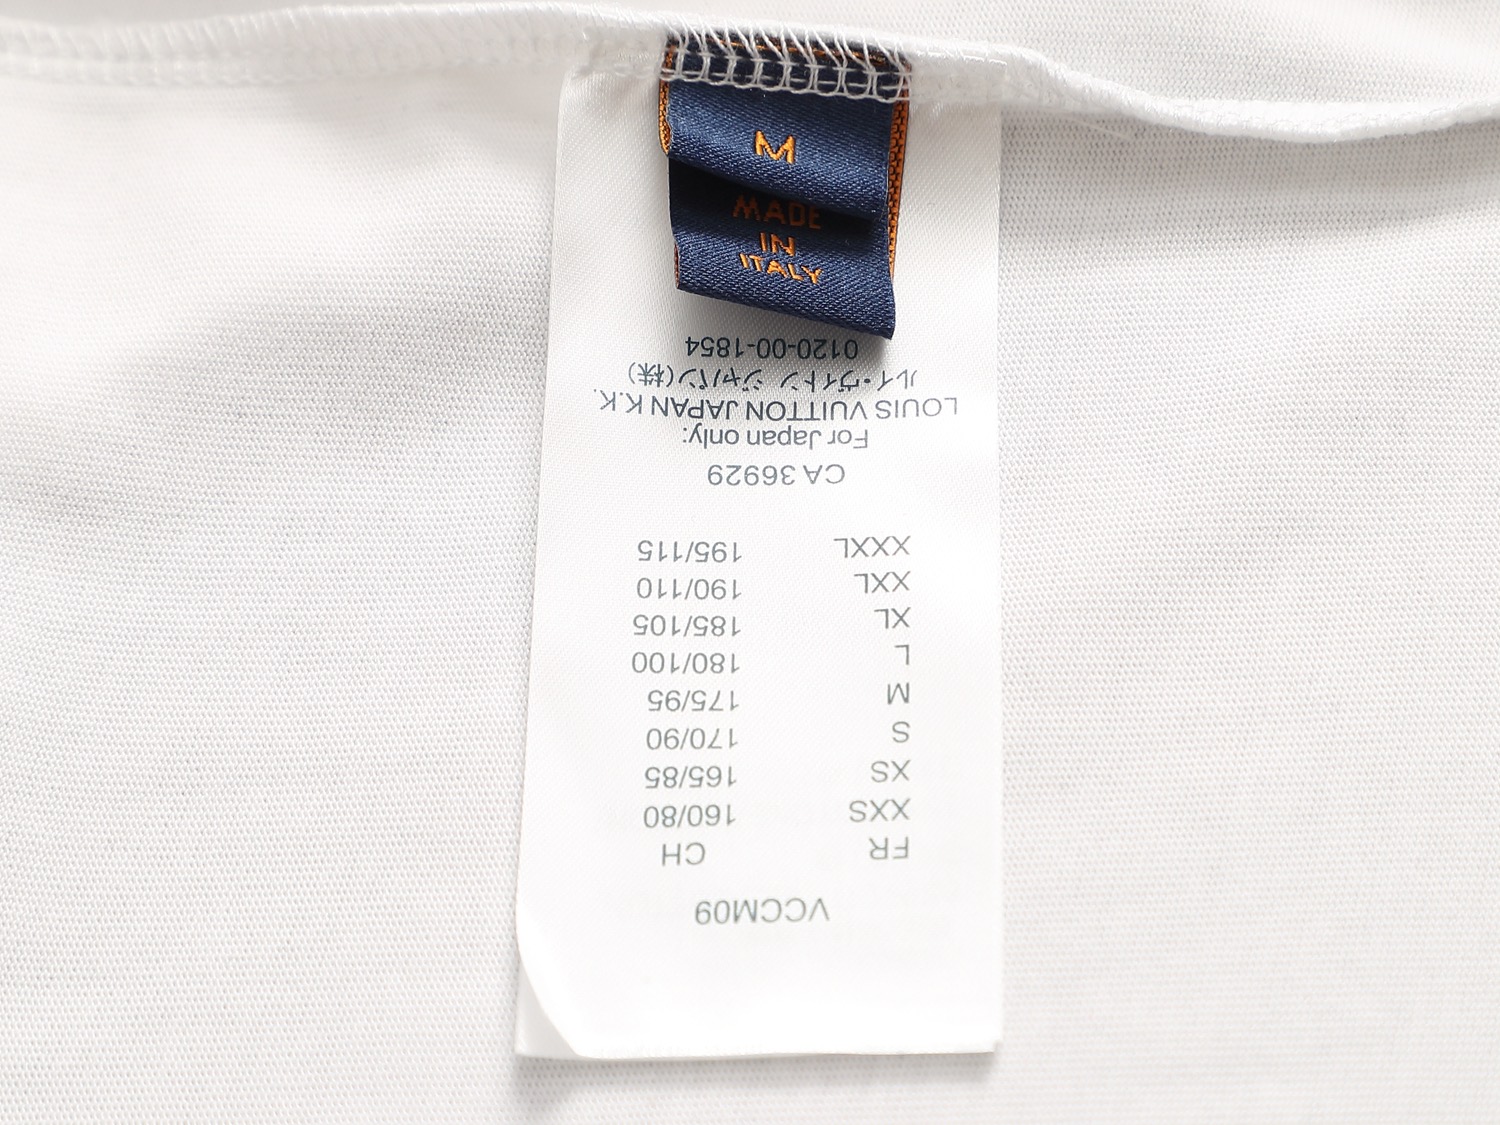 M
MADE
IN
ITALY
VCCM09
FR CH
XXS 160/80
XS 165/85
S 170/90
M 175/95
L 180/100
XL 185/105
XXL 190/110
XXXL 195/115
CA 36929
For Japan only:
LOUIS VUITTON JAPAN K.K.
ルイ・ヴィトン ジャパン(株)
0120-00-1854